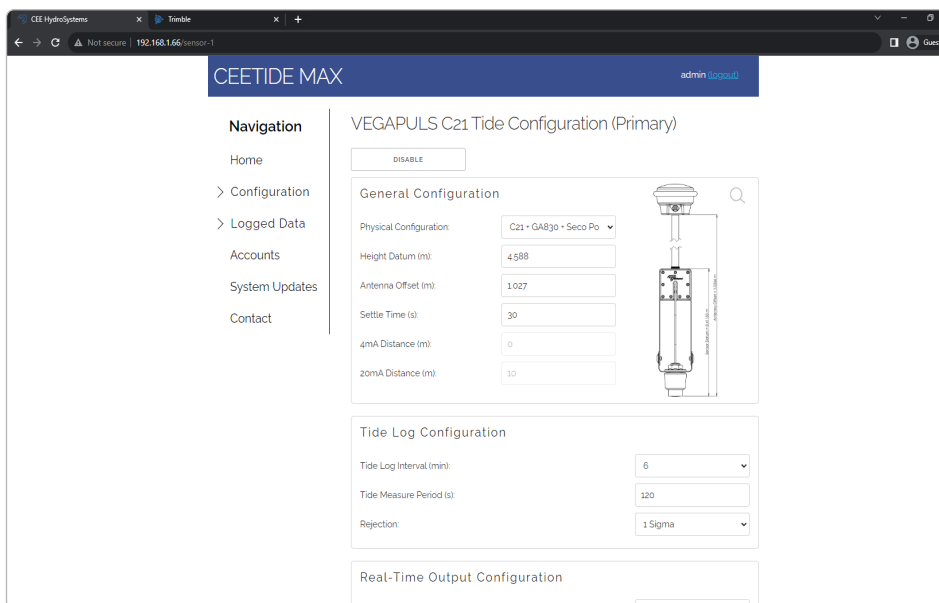 CEE HydroSystems
Trimble
Not secure
192.168.1.66/sensor-1
Gues
CEETIDE MAX
admin (logout)
Navigation
Home
Configuration
Logged Data
Accounts
System Updates
Contact
VEGAPULS C21 Tide Configuration (Primary)
DISABLE
General Configuration
Physical Configuration:
C21 + GA830 + Seco Po
Height Datum (m):
4.588
Antenna Offset (m):
1.027
Settle Time (s):
30
4mA Distance (m):
0
20mA Distance (m):
10
Tide Log Configuration
Tide Log Interval (min):
6
Tide Measure Period (s):
120
Rejection:
1 Sigma
Real-Time Output Configuration